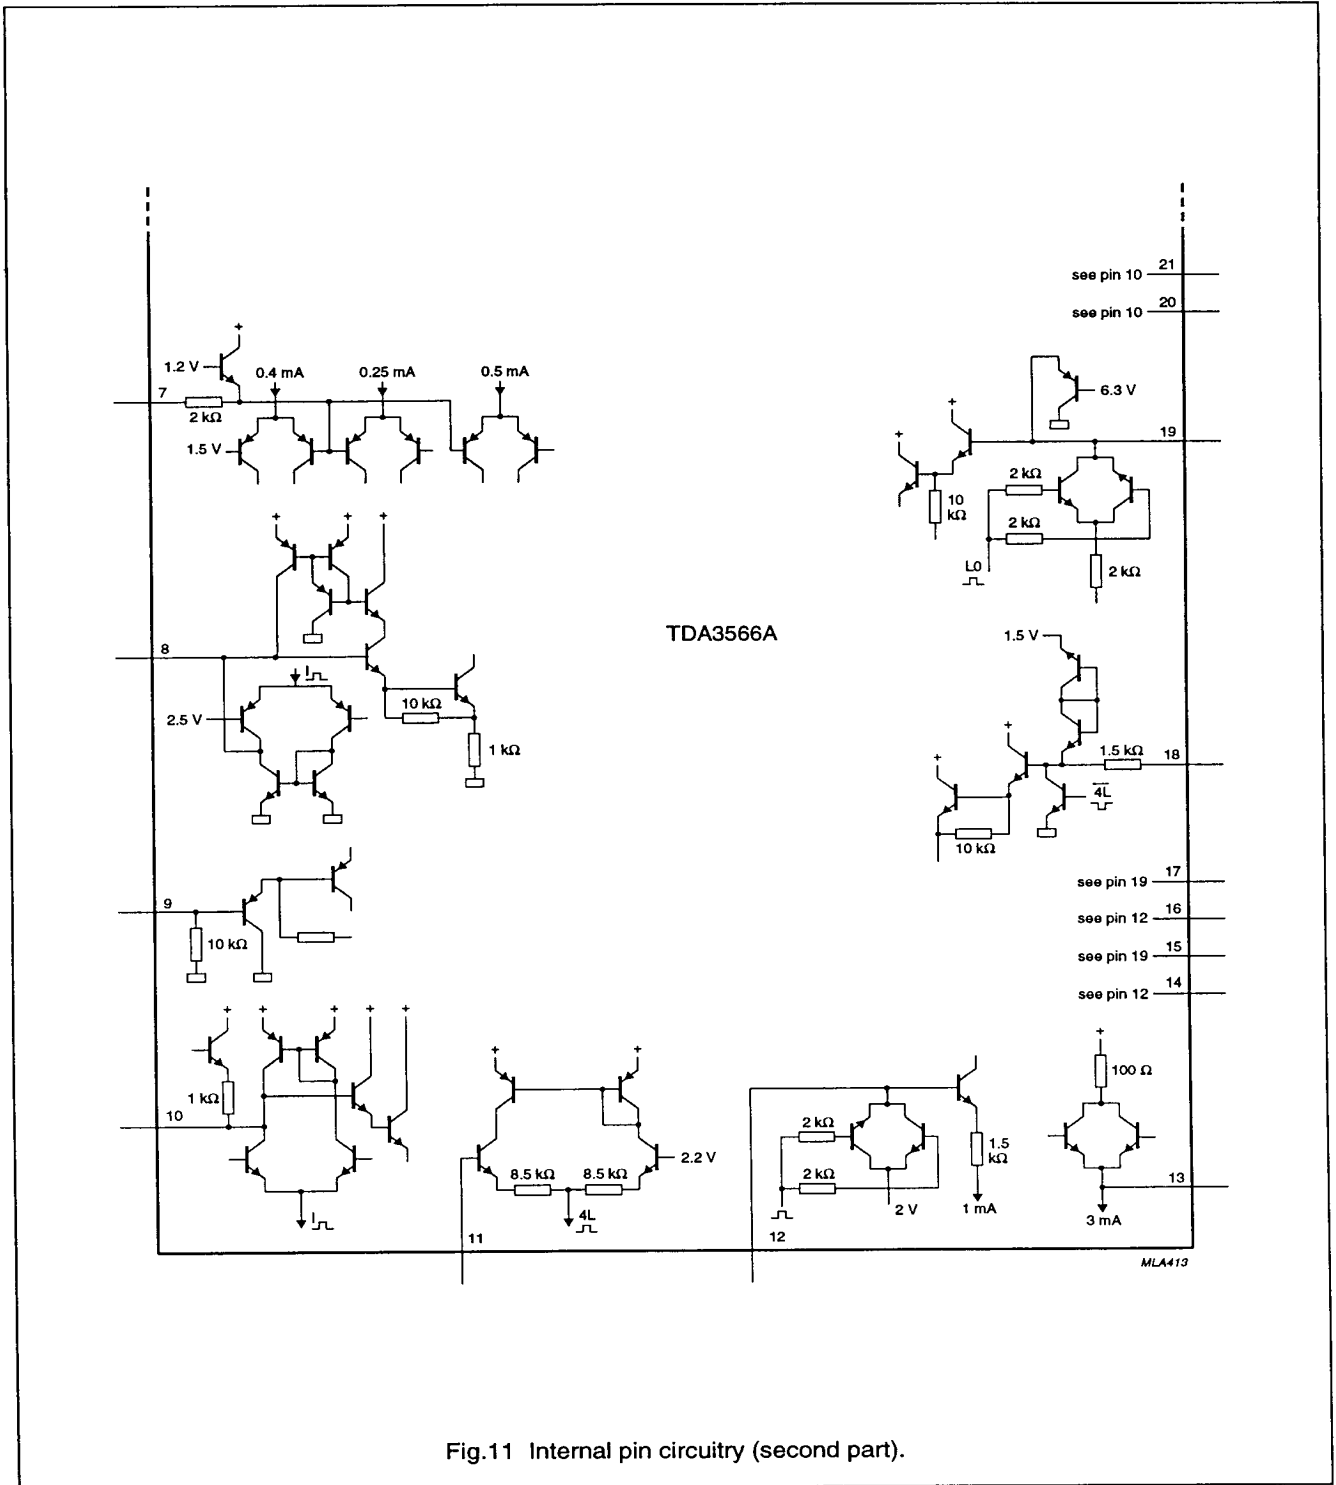 see pin 10 21
see pin 10 20
+
1.2 V
0.4 mA
0.25 mA
0.5 mA
7
2 kΩ
1.5 V
6.3 V
+
+
19
10 kΩ
2 kΩ
2 kΩ
L0
2 kΩ
+ + +
8
I
2.5 V
10 kΩ
1 kΩ
TDA3566A
1.5 V
+
+
1.5 kΩ
18
4L
10 kΩ
9
10 kΩ
see pin 19 17
see pin 12 16
see pin 19 15
see pin 12 14
+ + + + +
1 kΩ
10
I
+ +
8.5 kΩ 8.5 kΩ
2.2 V
4L
11
2 kΩ
2 kΩ
2 V
1.5 kΩ
1 mA
12
+
100 Ω
13
3 mA
MLA413
Fig.11 Internal pin circuitry (second part).